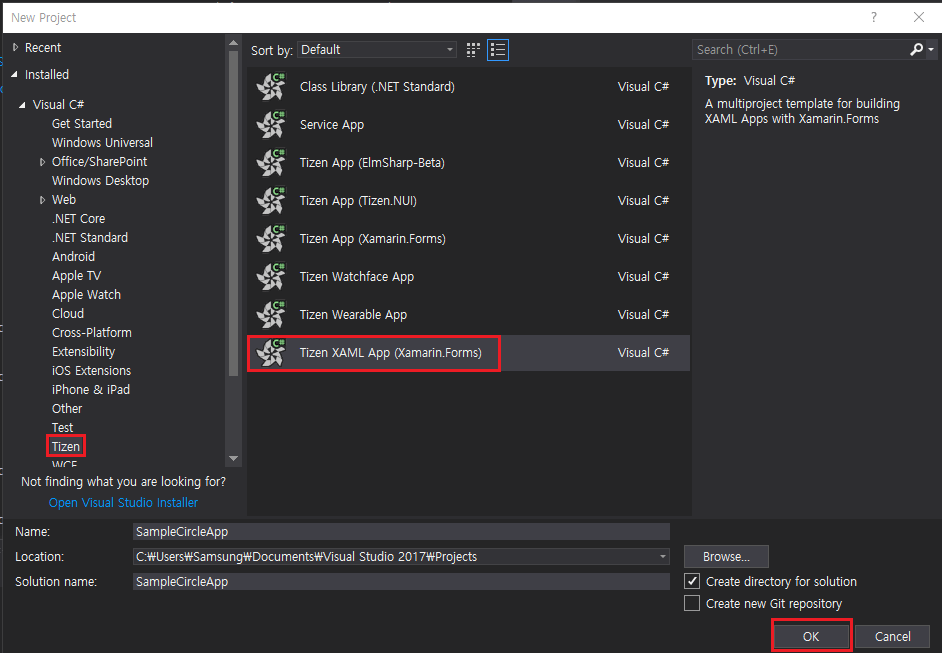 New Project
?
Recent
Installed
Visual C#
Get Started
Windows Universal
Office/SharePoint
Windows Desktop
Web
.NET Core
.NET Standard
Android
Apple TV
Apple Watch
Cloud
Cross-Platform
Extensibility
iOS Extensions
iPhone & iPad
Other
Test
Tizen
WCF
Not finding what you are looking for?
Open Visual Studio Installer
Sort by: Default
C# Class Library (.NET Standard) Visual C#
C# Service App Visual C#
C# Tizen App (ElmSharp-Beta) Visual C#
C# Tizen App (Tizen.NUI) Visual C#
C# Tizen App (Xamarin.Forms) Visual C#
C# Tizen Watchface App Visual C#
C# Tizen Wearable App Visual C#
C# Tizen XAML App (Xamarin.Forms) Visual C#
Search (Ctrl+E)
Type: Visual C#
A multiproject template for building
XAML Apps with Xamarin.Forms
Name: SampleCircleApp
Location: C:₩Users₩Samsung₩Documents₩Visual Studio 2017₩Projects
Browse...
Solution name: SampleCircleApp
Create directory for solution
Create new Git repository
OK
Cancel